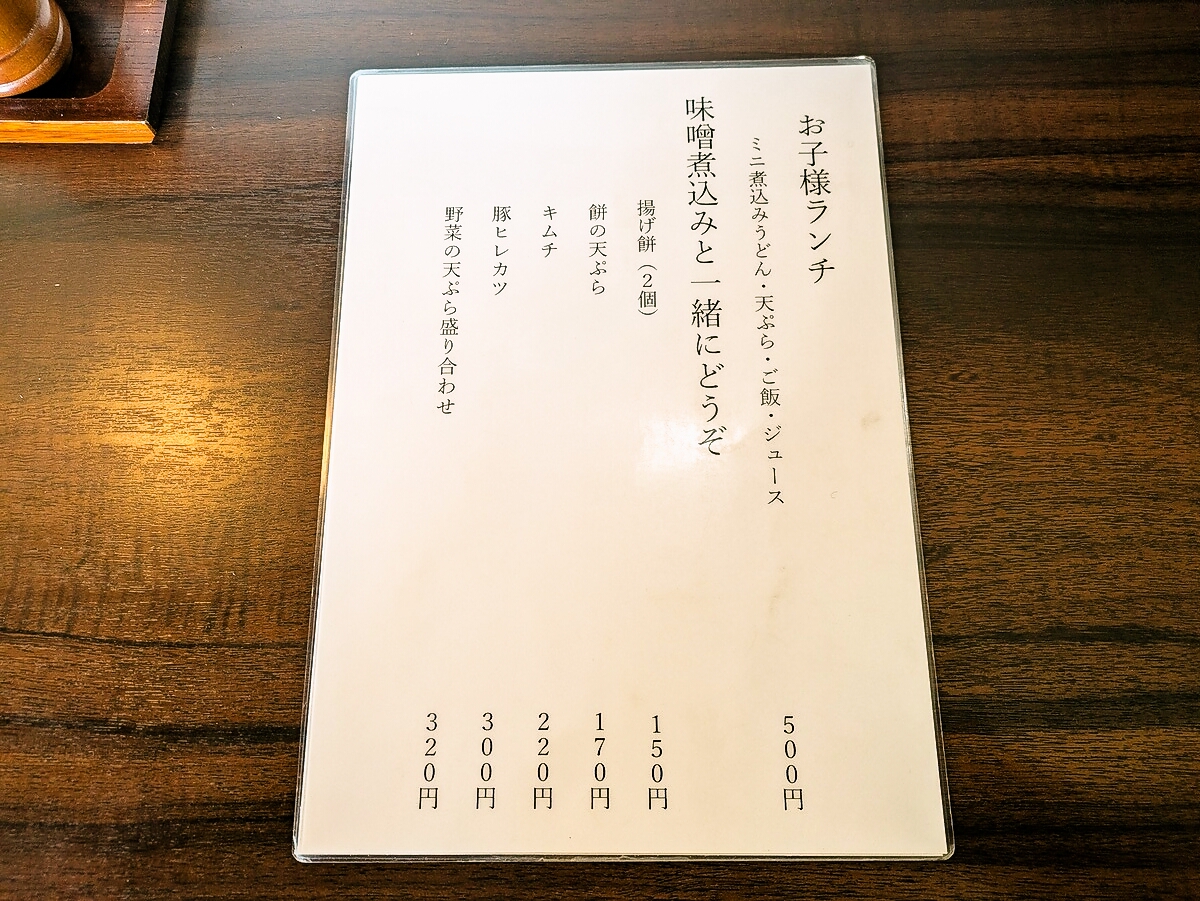 お子様ランチ
ミニ煮込みうどん・天ぷら・ご飯・ジュース
500円
味噌煮込みと一緒にどうぞ
揚げ餅(2個)
150円
餅の天ぷら
170円
キムチ
220円
豚ヒレカツ
300円
野菜の天ぷら盛り合わせ
320円